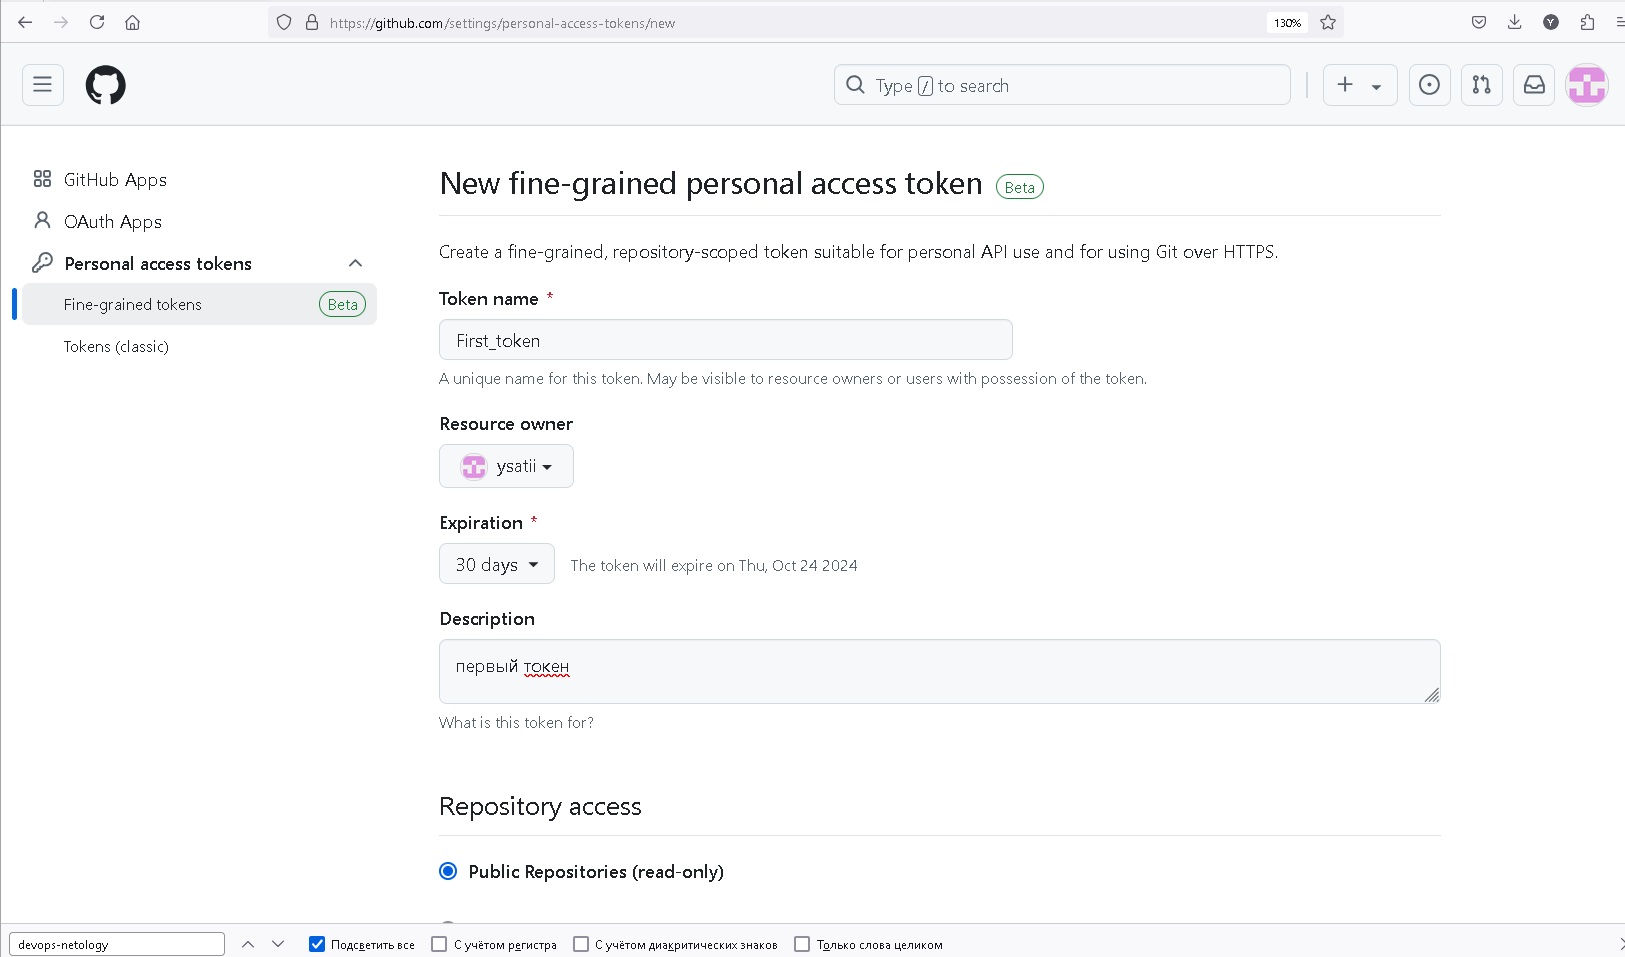 https://github.com/settings/personal-access-tokens/new
130%
Y
Type / to search
GitHub Apps
OAuth Apps
Personal access tokens
Fine-grained tokens Beta
Tokens (classic)
New fine-grained personal access token Beta
Create a fine-grained, repository-scoped token suitable for personal API use and for using Git over HTTPS.
Token name *
First_token
A unique name for this token. May be visible to resource owners or users with possession of the token.
Resource owner
ysatii
Expiration *
30 days The token will expire on Thu, Oct 24 2024
Description
первый токен
What is this token for?
Repository access
Public Repositories (read-only)
devops-netology Подсветить все С учётом регистра С учётом диакритических знаков Только слова целиком